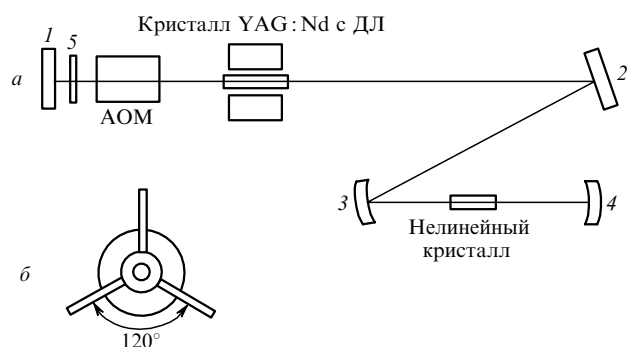 Кристалл YAG : Nd с ДЛ
1
5
а
АОМ
2
3
4
Нелинейный
кристалл
б
120°